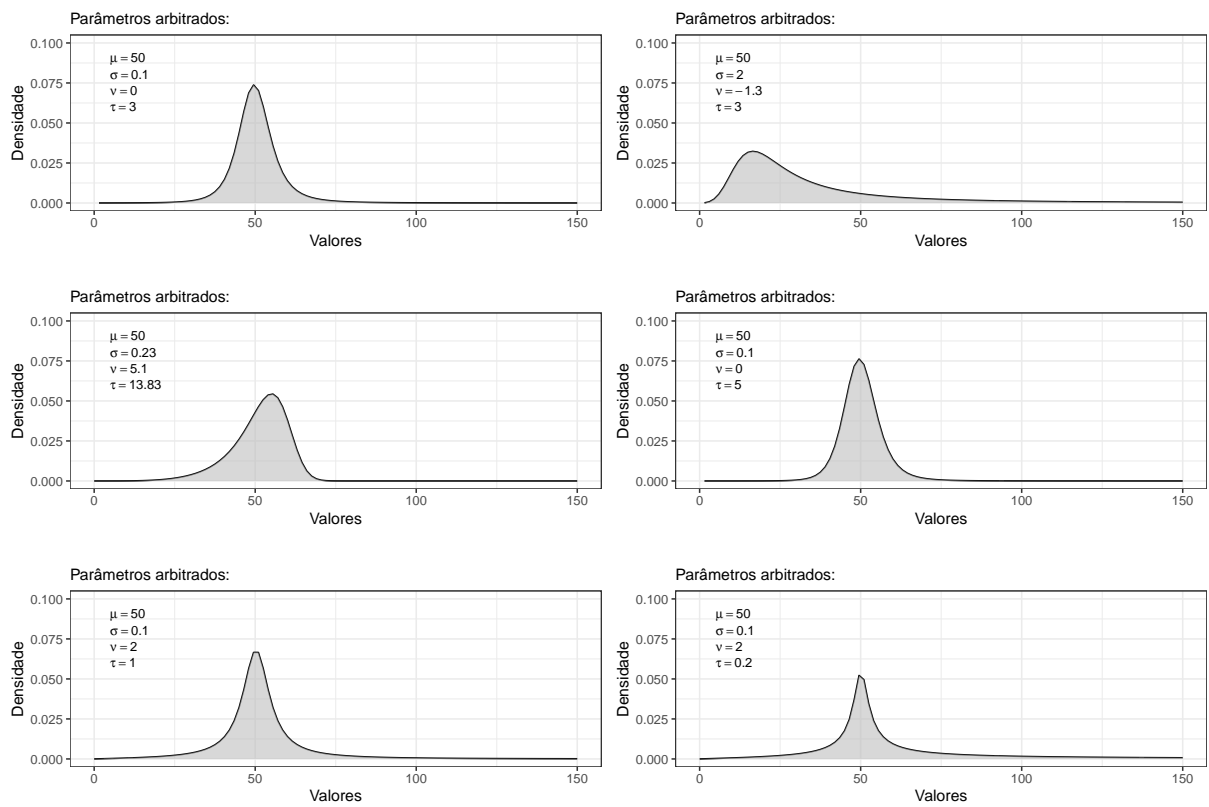 Parâmetros arbitrados:
μ = 50
σ = 0.1
ν = 0
τ = 3
0.100
0.075
0.050
0.025
0.000
Densidade
0 50 100 150
Valores
Parâmetros arbitrados:
μ = 50
σ = 2
ν = −1.3
τ = 3
0.100
0.075
0.050
0.025
0.000
Densidade
0 50 100 150
Valores
Parâmetros arbitrados:
μ = 50
σ = 0.23
ν = 5.1
τ = 13.83
0.100
0.075
0.050
0.025
0.000
Densidade
0 50 100 150
Valores
Parâmetros arbitrados:
μ = 50
σ = 0.1
ν = 0
τ = 5
0.100
0.075
0.050
0.025
0.000
Densidade
0 50 100 150
Valores
Parâmetros arbitrados:
μ = 50
σ = 0.1
ν = 2
τ = 1
0.100
0.075
0.050
0.025
0.000
Densidade
0 50 100 150
Valores
Parâmetros arbitrados:
μ = 50
σ = 0.1
ν = 2
τ = 0.2
0.100
0.075
0.050
0.025
0.000
Densidade
0 50 100 150
Valores